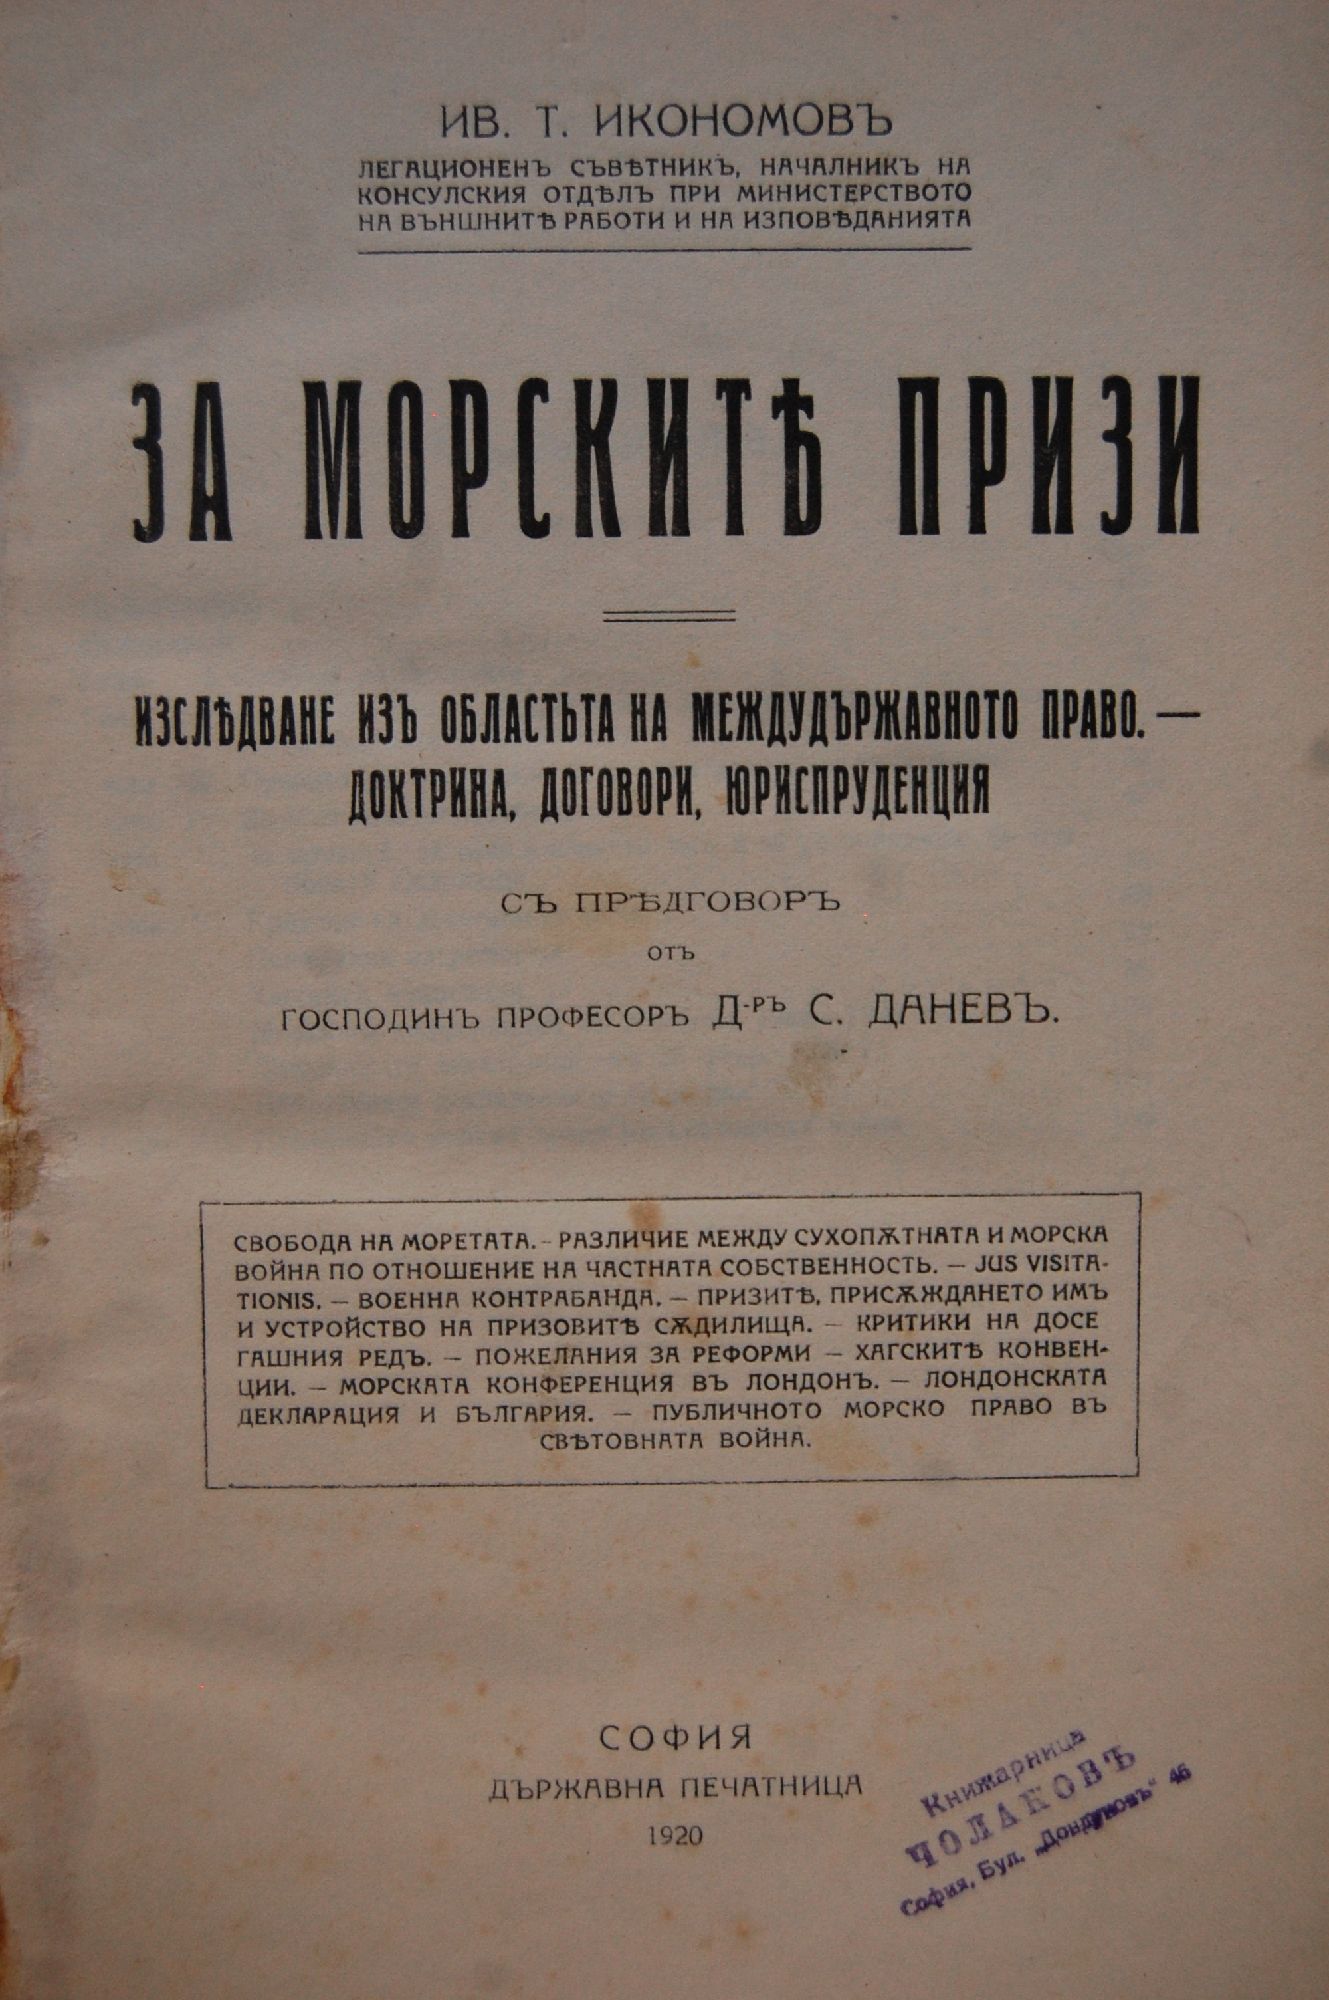 ИВ. Т. ИКОНОМОВЪ
ЛЕГАЦИОНЕНЪ СЪВѢТНИКЪ, НАЧАЛНИКЪ НА
КОНСУЛСКИЯ ОТДѢЛЪ ПРИ МИНИСТЕРСТВОТО
НА ВЪНШНИТѢ РАБОТИ И НА ИЗПОВѢДАНИЯТА
ЗА МОРСКИТѢ ПРИЗИ
ИЗСЛѢДВАНЕ ИЗЪ ОБЛАСТЬТА НА МЕЖДУДЪРЖАВНОТО ПРАВО. —
ДОКТРИНА, ДОГОВОРИ, ЮРИСПРУДЕНЦИЯ
СЪ ПРѢДГОВОРЪ
ОТЪ
ГОСПОДИНЪ ПРОФЕСОРЪ Д-РЪ С. ДАНЕВЪ.
СВОБОДА НА МОРЕТАТА. – РАЗЛИЧИЕ МЕЖДУ СУХОПѪТНАТА И МОРСКА
ВОЙНА ПО ОТНОШЕНИЕ НА ЧАСТНАТА СОБСТВЕННОСТЬ. – JUS VISITA-
TIONIS. – ВОЕННА КОНТРАБАНДА. – ПРИЗИТѢ, ПРИСѪЖДАНЕТО ИМЪ
И УСТРОЙСТВО НА ПРИЗОВИТѢ СѪДИЛИЩА. – КРИТИКИ НА ДОСЕ
ГАШНИЯ РЕДЪ. – ПОЖЕЛАНИЯ ЗА РЕФОРМИ – ХАГСКИТѢ КОНВЕН-
ЦИИ. – МОРСКАТА КОНФЕРЕНЦИЯ ВЪ ЛОНДОНЪ. – ЛОНДОНСКАТА
ДЕКЛАРАЦИЯ И БЪЛГАРИЯ. – ПУБЛИЧНОТО МОРСКО ПРАВО ВЪ
СВѢТОВНАТА ВОЙНА.
СОФИЯ
ДЪРЖАВНА ПЕЧАТНИЦА
1920
Книжарница
ЧОЛАКОВЪ
София, Бул. „Дондуковъ" 46